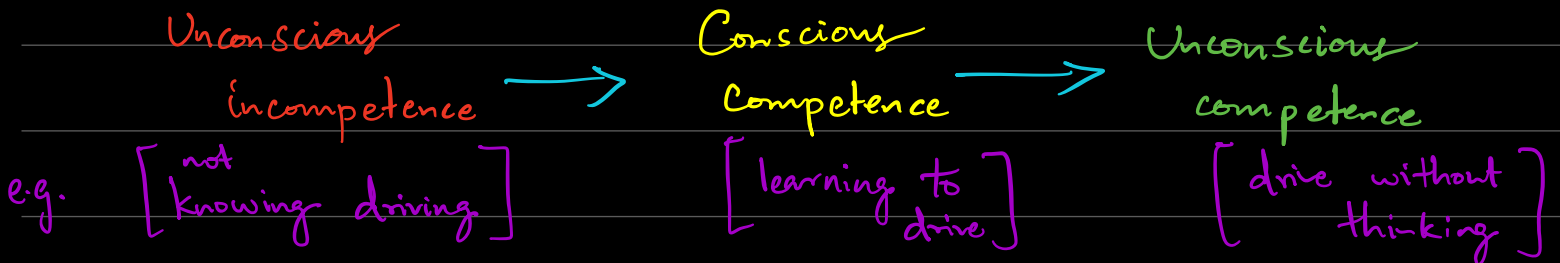 Unconscious
incompetence
→
Conscious
Competence
→
Unconscious
competence
e.g. [not
knowing driving]
[learning to
drive]
[drive without
thinking]